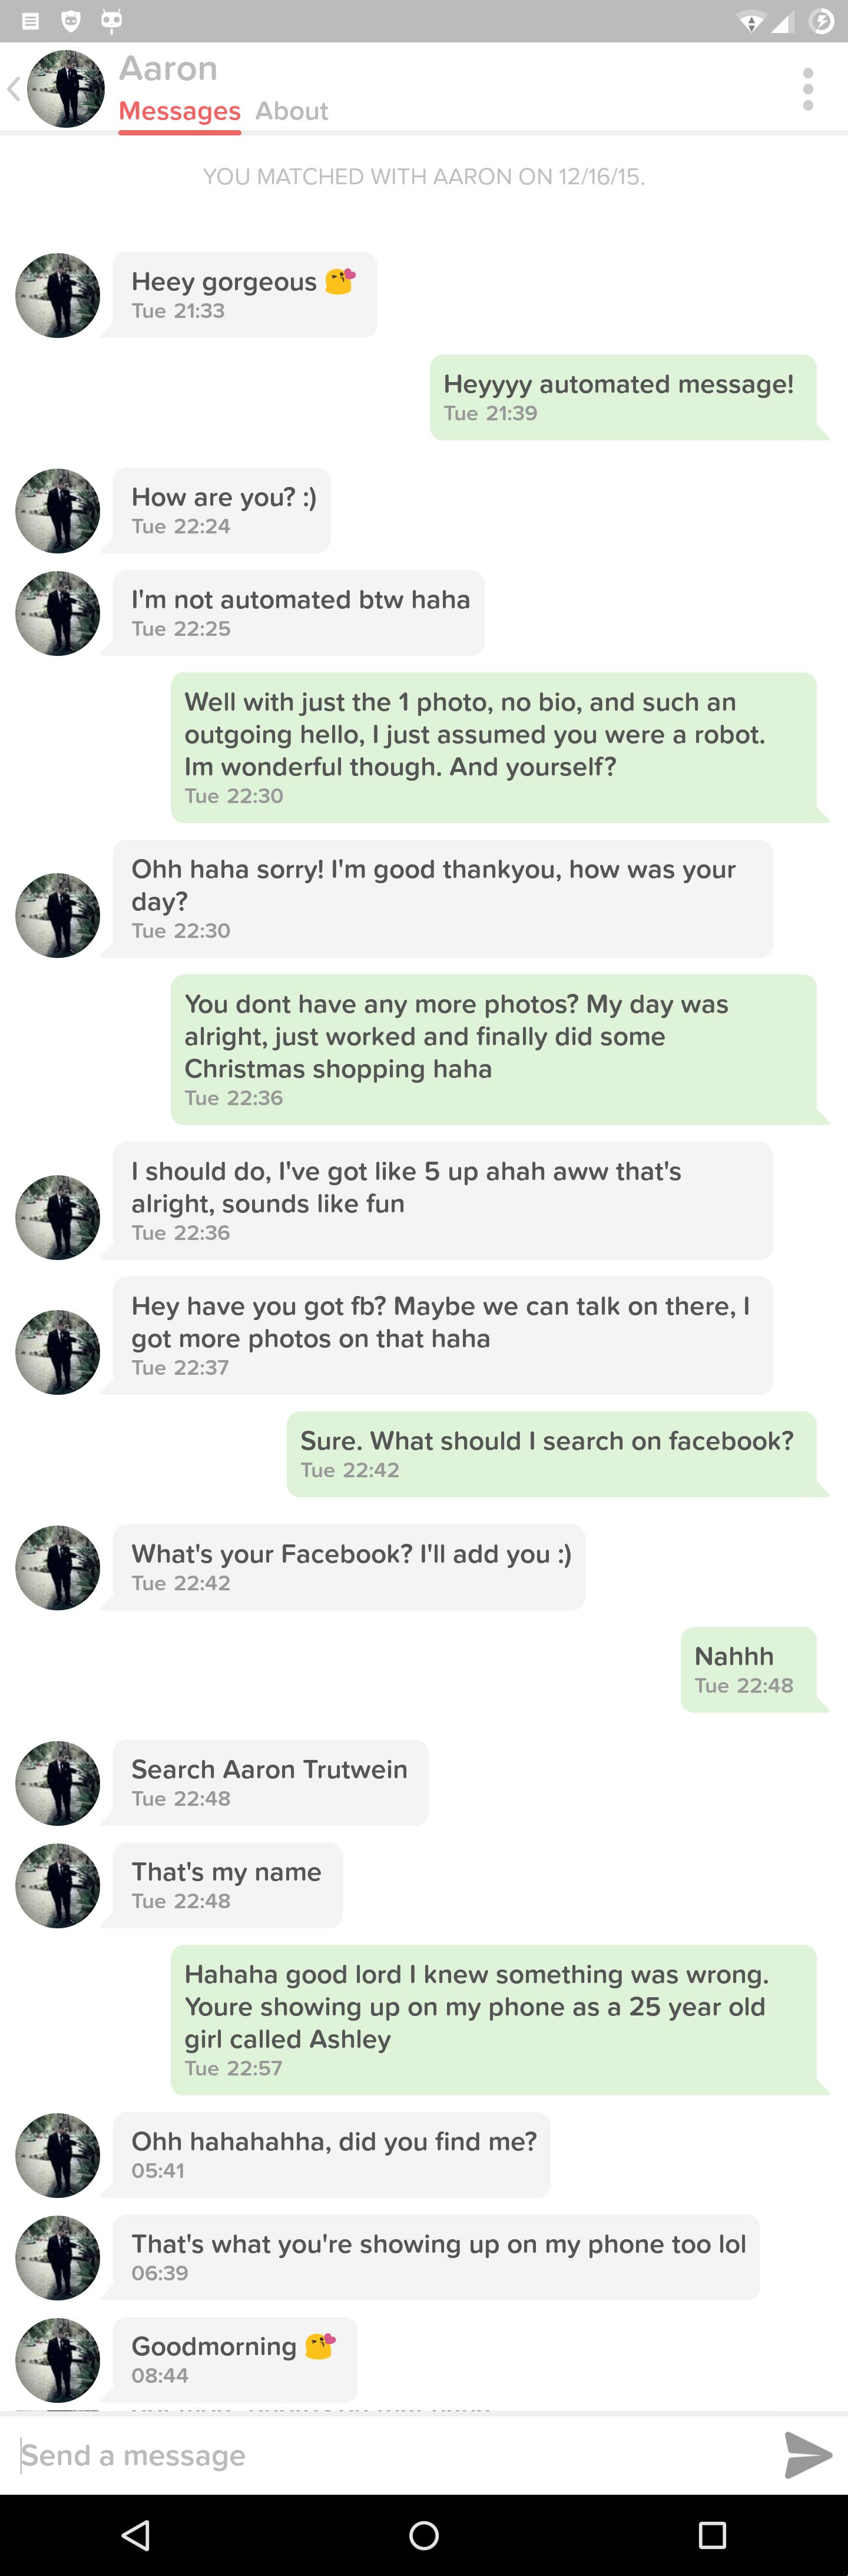 Aaron
Messages About
YOU MATCHED WITH AARON ON 12/16/15.
Heey gorgeous 😘
Tue 21:33
Heyyyy automated message!
Tue 21:39
How are you? :)
Tue 22:24
I'm not automated btw haha
Tue 22:25
Well with just the 1 photo, no bio, and such an
outgoing hello, I just assumed you were a robot.
Im wonderful though. And yourself?
Tue 22:30
Ohh haha sorry! I'm good thankyou, how was your
day?
Tue 22:30
You dont have any more photos? My day was
alright, just worked and finally did some
Christmas shopping haha
Tue 22:36
I should do, I've got like 5 up ahah aww that's
alright, sounds like fun
Tue 22:36
Hey have you got fb? Maybe we can talk on there, I
got more photos on that haha
Tue 22:37
Sure. What should I search on facebook?
Tue 22:42
What's your Facebook? I'll add you :)
Tue 22:42
Nahhh
Tue 22:48
Search Aaron Trutwein
Tue 22:48
That's my name
Tue 22:48
Hahaha good lord I knew something was wrong.
Youre showing up on my phone as a 25 year old
girl called Ashley
Tue 22:57
Ohh hahahahha, did you find me?
05:41
That's what you're showing up on my phone too lol
06:39
Goodmorning 😘
08:44
Send a message